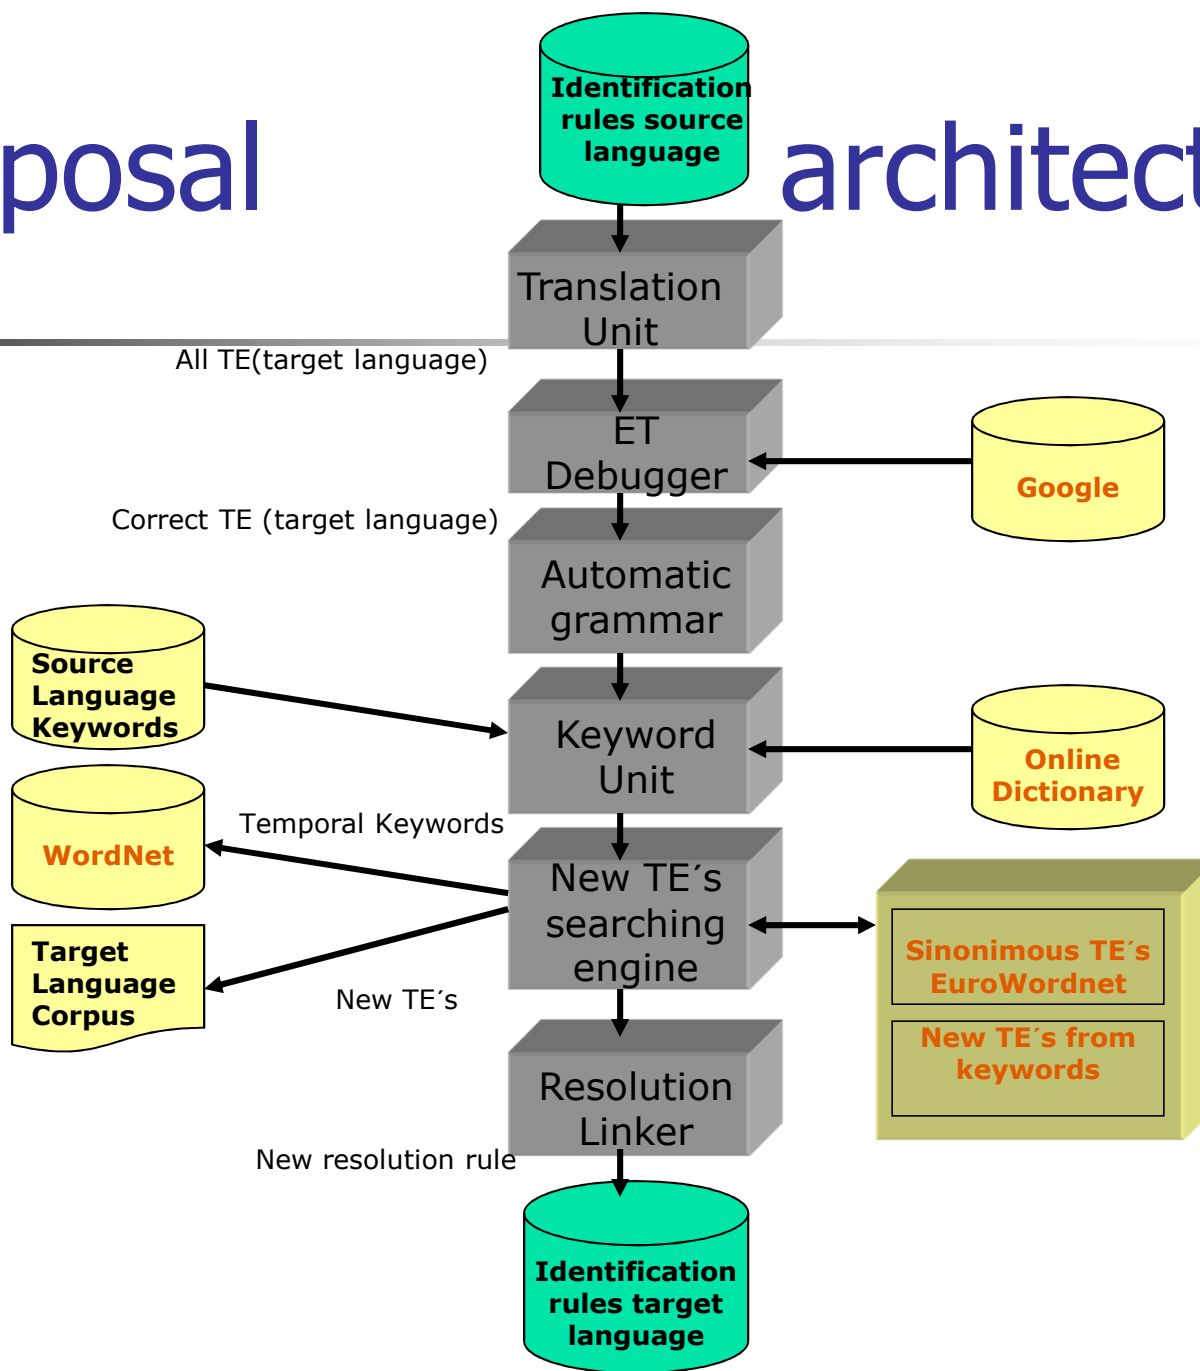 Identification
rules source
language
posal architect
Translation
Unit
All TE(target language)
ET
Debugger
Google
Correct TE (target language)
Automatic
grammar
Source
Language
Keywords
Keyword
Unit
Online
Dictionary
Temporal Keywords
WordNet
New TE´s
searching
engine
Sinonimous TE´s
EuroWordnet
Target
Language
Corpus
New TE´s
New TE´s from
keywords
Resolution
Linker
New resolution rule
Identification
rules target
language